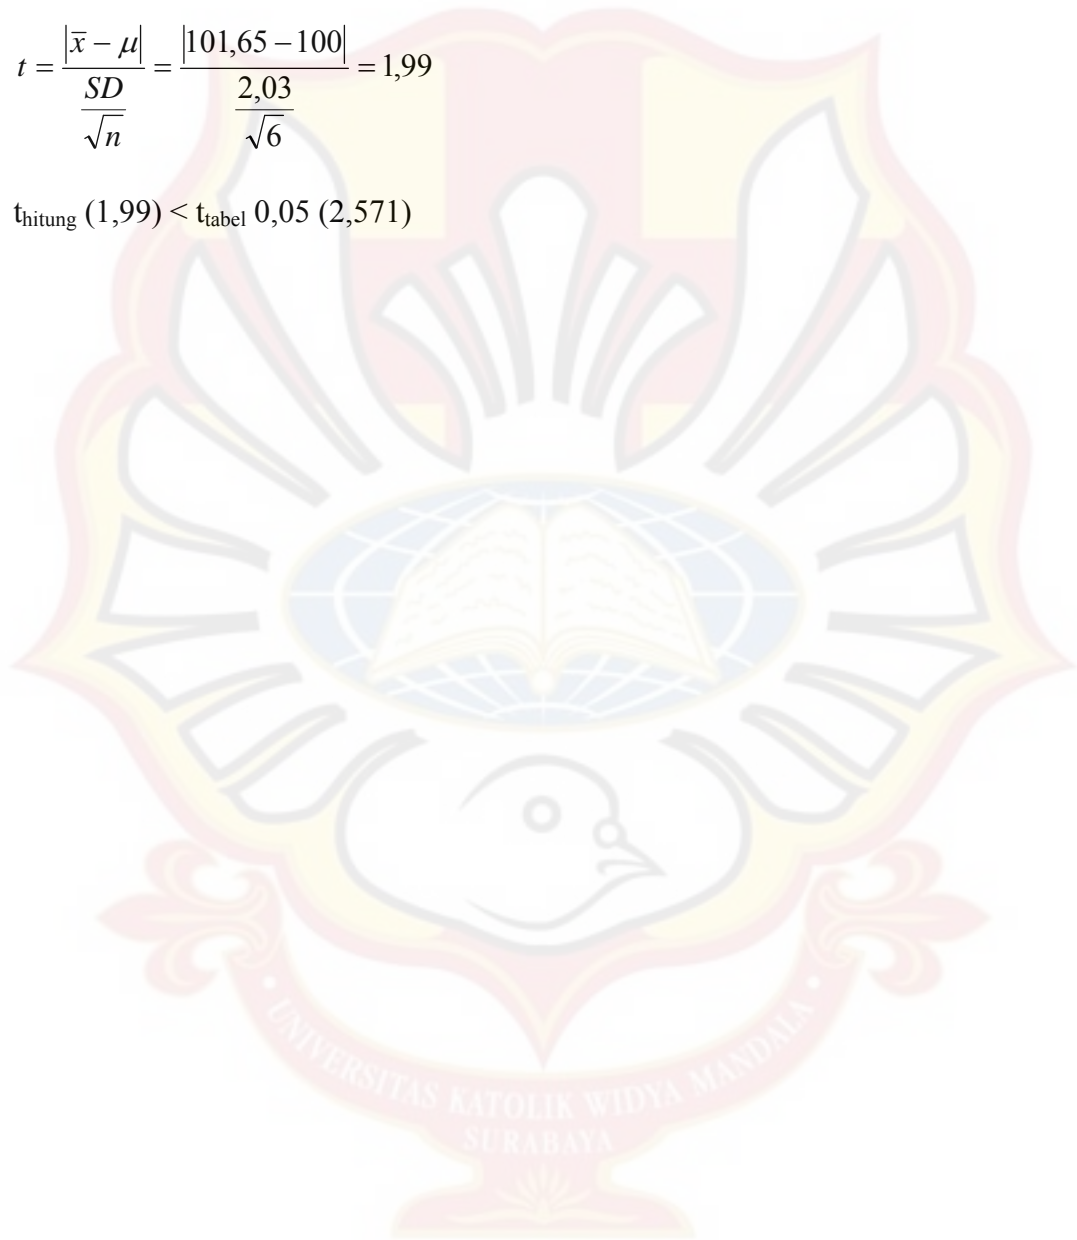 t = |x̄ − μ| / (SD / √n) = |101,65 − 100| / (2,03 / √6) = 1,99
t_hitung (1,99) < t_tabel 0,05 (2,571)
UNIVERSITAS KATOLIK WIDYA MANDALA
SURABAYA